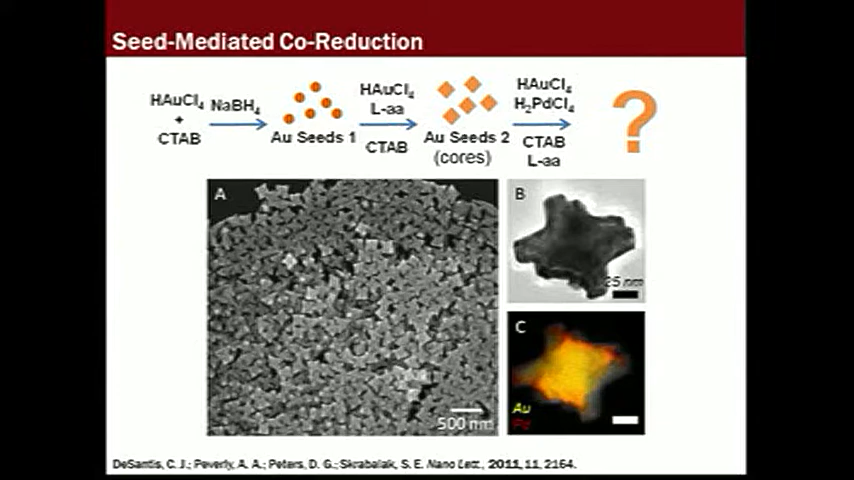 Seed-Mediated Co-Reduction
HAuCl4
+
CTAB
NaBH4
Au Seeds 1
HAuCl4
L-aa
CTAB
Au Seeds 2
(cores)
HAuCl4
H2PdCl4
CTAB
L-aa
?
A
500 nm
B
25 nm
C
Au
Pd
DeSantis, C. J.; Peverly, A. A.; Peters, D. G.; Skrabalak, S. E. Nano Lett., 2011, 11, 2164.